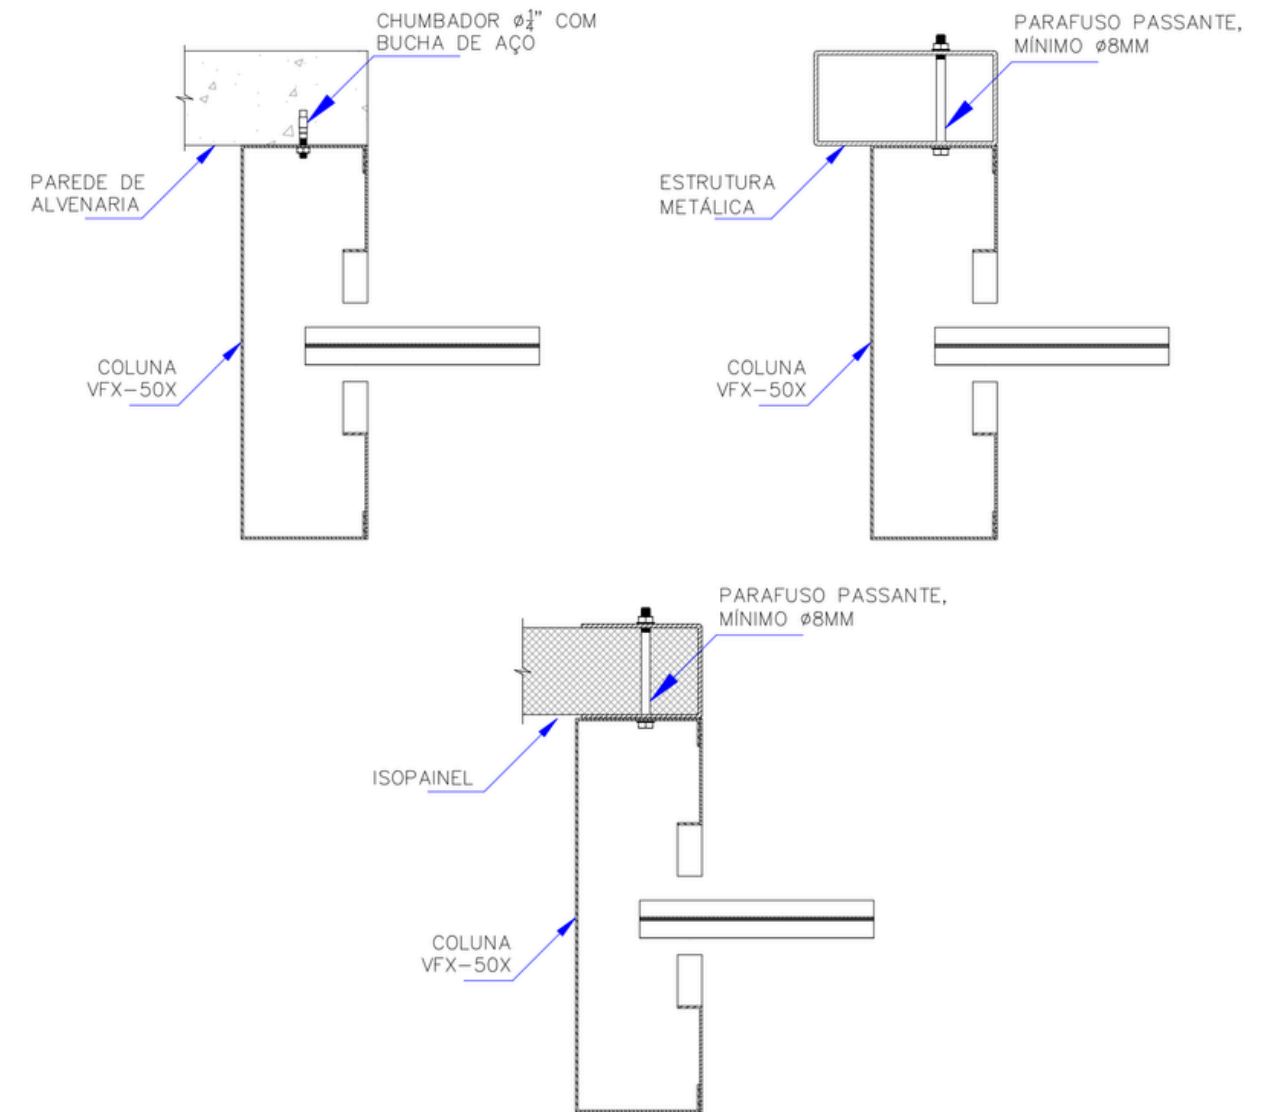 CHUMBADOR ø¼" COM
BUCHA DE AÇO
PAREDE DE
ALVENARIA
COLUNA
VFX-50X
PARAFUSO PASSANTE,
MÍNIMO ø8MM
ESTRUTURA
METÁLICA
COLUNA
VFX-50X
PARAFUSO PASSANTE,
MÍNIMO ø8MM
ISOPAINEL
COLUNA
VFX-50X